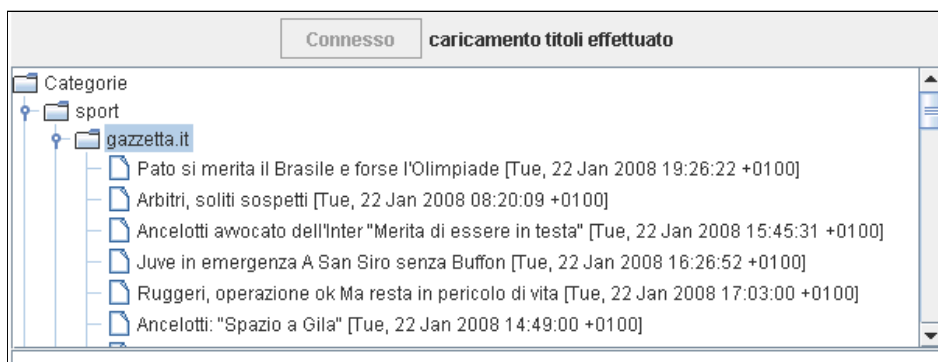 Connesso caricamento titoli effettuato
Categorie
sport
gazzetta.it
Pato si merita il Brasile e forse l'Olimpiade [Tue, 22 Jan 2008 19:26:22 +0100]
Arbitri, soliti sospetti [Tue, 22 Jan 2008 08:20:09 +0100]
Ancelotti avvocato dell'Inter "Merita di essere in testa" [Tue, 22 Jan 2008 15:45:31 +0100]
Juve in emergenza A San Siro senza Buffon [Tue, 22 Jan 2008 16:26:52 +0100]
Ruggeri, operazione ok Ma resta in pericolo di vita [Tue, 22 Jan 2008 17:03:00 +0100]
Ancelotti: "Spazio a Gila" [Tue, 22 Jan 2008 14:49:00 +0100]